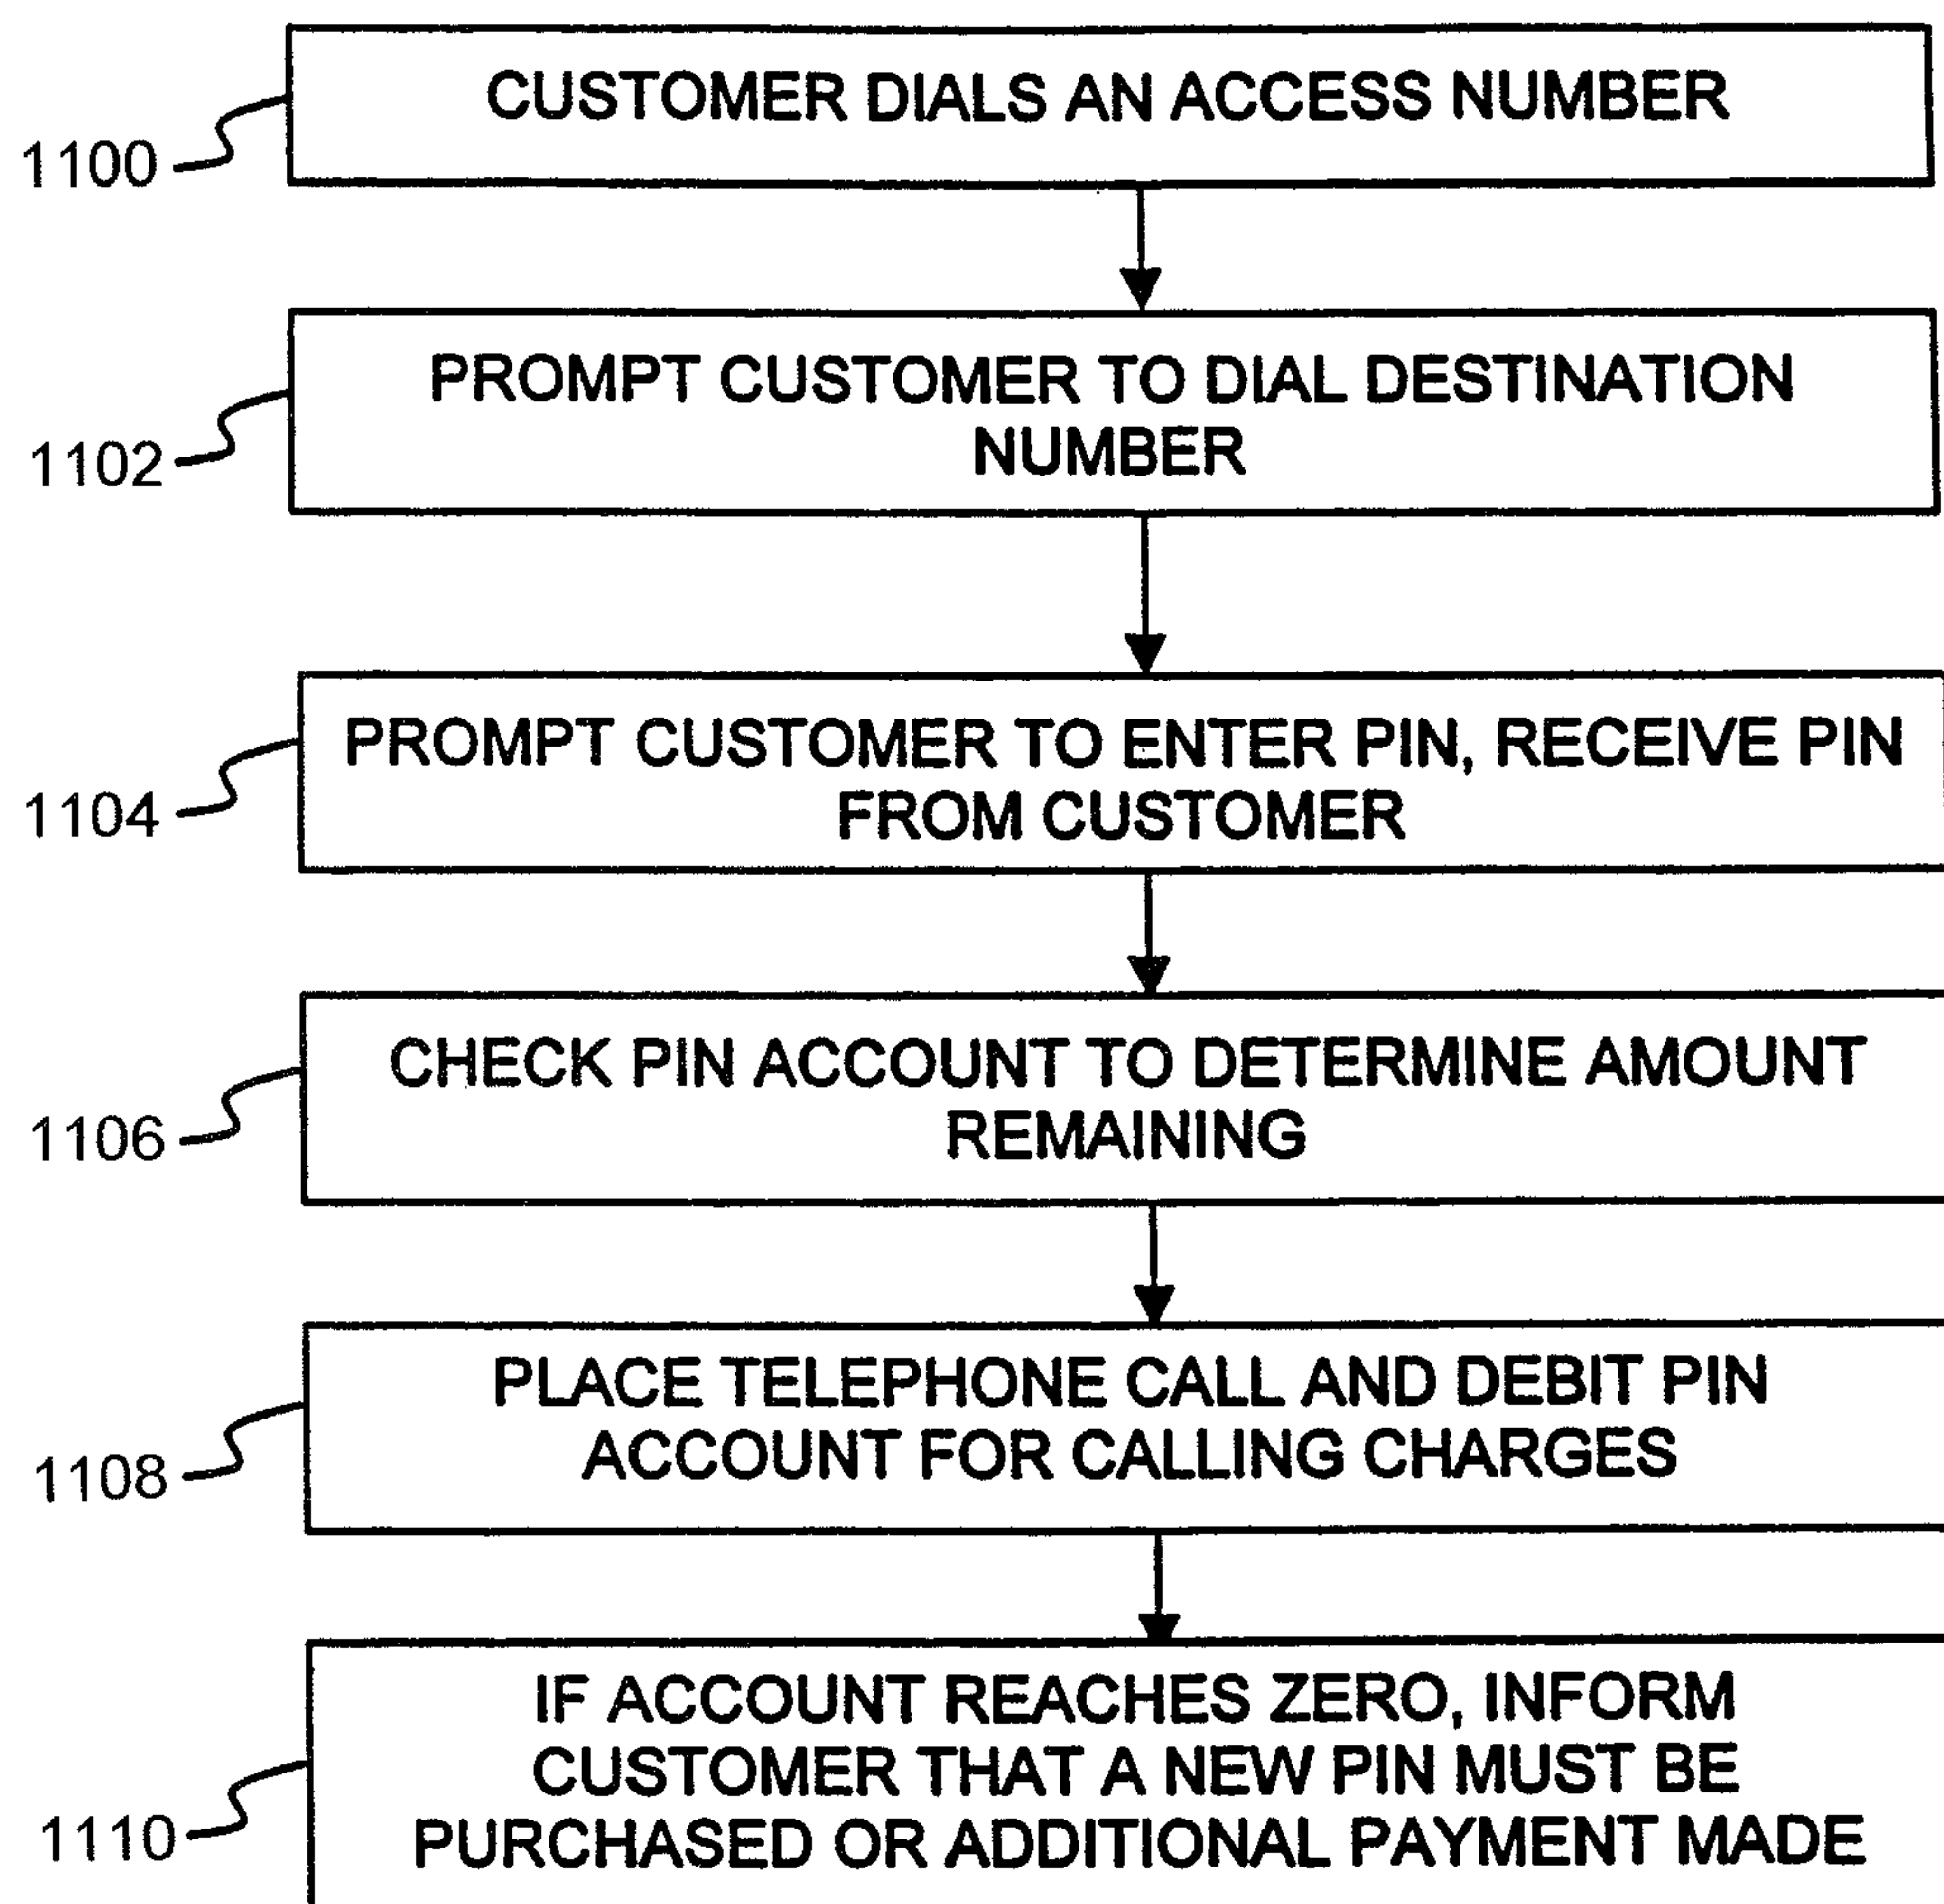 CUSTOMER DIALS AN ACCESS NUMBER
1100
PROMPT CUSTOMER TO DIAL DESTINATION
NUMBER
1102
PROMPT CUSTOMER TO ENTER PIN, RECEIVE PIN
FROM CUSTOMER
1104
CHECK PIN ACCOUNT TO DETERMINE AMOUNT
REMAINING
1106
PLACE TELEPHONE CALL AND DEBIT PIN
ACCOUNT FOR CALLING CHARGES
1108
IF ACCOUNT REACHES ZERO, INFORM
CUSTOMER THAT A NEW PIN MUST BE
PURCHASED OR ADDITIONAL PAYMENT MADE
1110